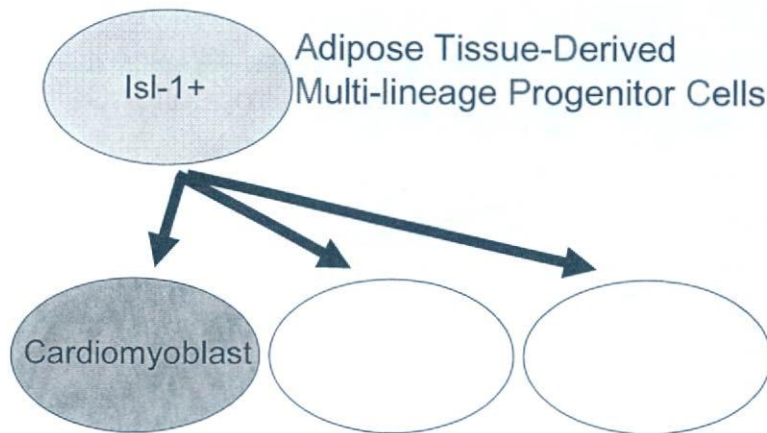 Isl-1+
Adipose Tissue-Derived
Multi-lineage Progenitor Cells
Cardiomyoblast